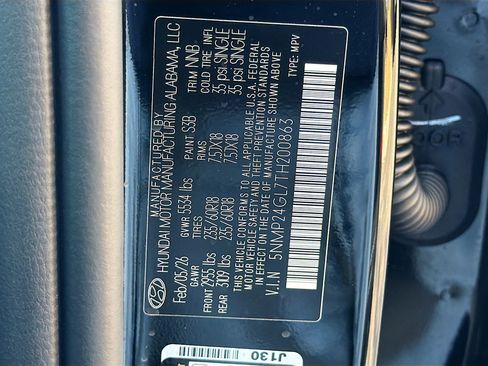 MANUFACTURED BY
HYUNDAI MOTOR MANUFACTURING ALABAMA, LLC
Feb/05/26 GVWR 5534 lbs PAINT S3B TRIM NNB
GAWR TIRES RIMS COLD TIRE INFL
FRONT 2955 lbs 235/60R18 7.5JX18 35 psi SINGLE
REAR 3109 lbs 235/60R18 7.5JX18 35 psi SINGLE
THIS VEHICLE CONFORMS TO ALL APPLICABLE U.S.A. FEDERAL
MOTOR VEHICLE SAFETY AND THEFT PREVENTION STANDARDS
IN EFFECT ON THE DATE OF MANUFACTURE SHOWN ABOVE
V.I.N 5NMP24GL7TH200863 TYPE: MPV
J130
DOOR